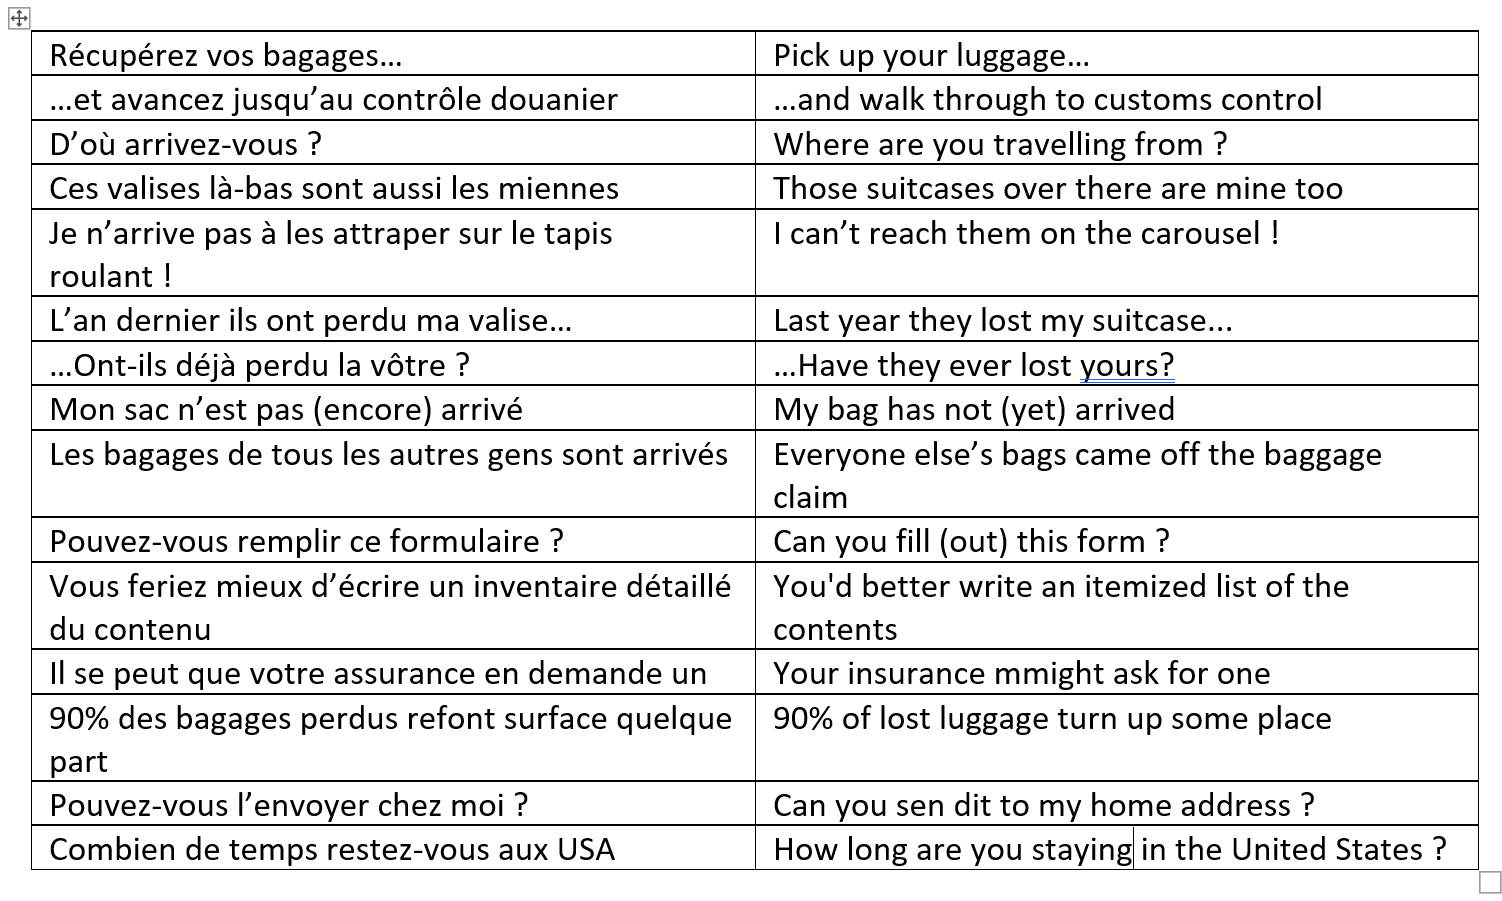 Récupérez vos bagages…
Pick up your luggage…
…et avancez jusqu’au contrôle douanier
…and walk through to customs control
D’où arrivez-vous ?
Where are you travelling from ?
Ces valises là-bas sont aussi les miennes
Those suitcases over there are mine too
Je n’arrive pas à les attraper sur le tapis
roulant !
I can’t reach them on the carousel !
L’an dernier ils ont perdu ma valise…
Last year they lost my suitcase...
…Ont-ils déjà perdu la vôtre ?
…Have they ever lost yours?
Mon sac n’est pas (encore) arrivé
My bag has not (yet) arrived
Les bagages de tous les autres gens sont arrivés
Everyone else’s bags came off the baggage
claim
Pouvez-vous remplir ce formulaire ?
Can you fill (out) this form ?
Vous feriez mieux d’écrire un inventaire détaillé
du contenu
You'd better write an itemized list of the
contents
Il se peut que votre assurance en demande un
Your insurance mmight ask for one
90% des bagages perdus refont surface quelque
part
90% of lost luggage turn up some place
Pouvez-vous l’envoyer chez moi ?
Can you sen dit to my home address ?
Combien de temps restez-vous aux USA
How long are you staying in the United States ?